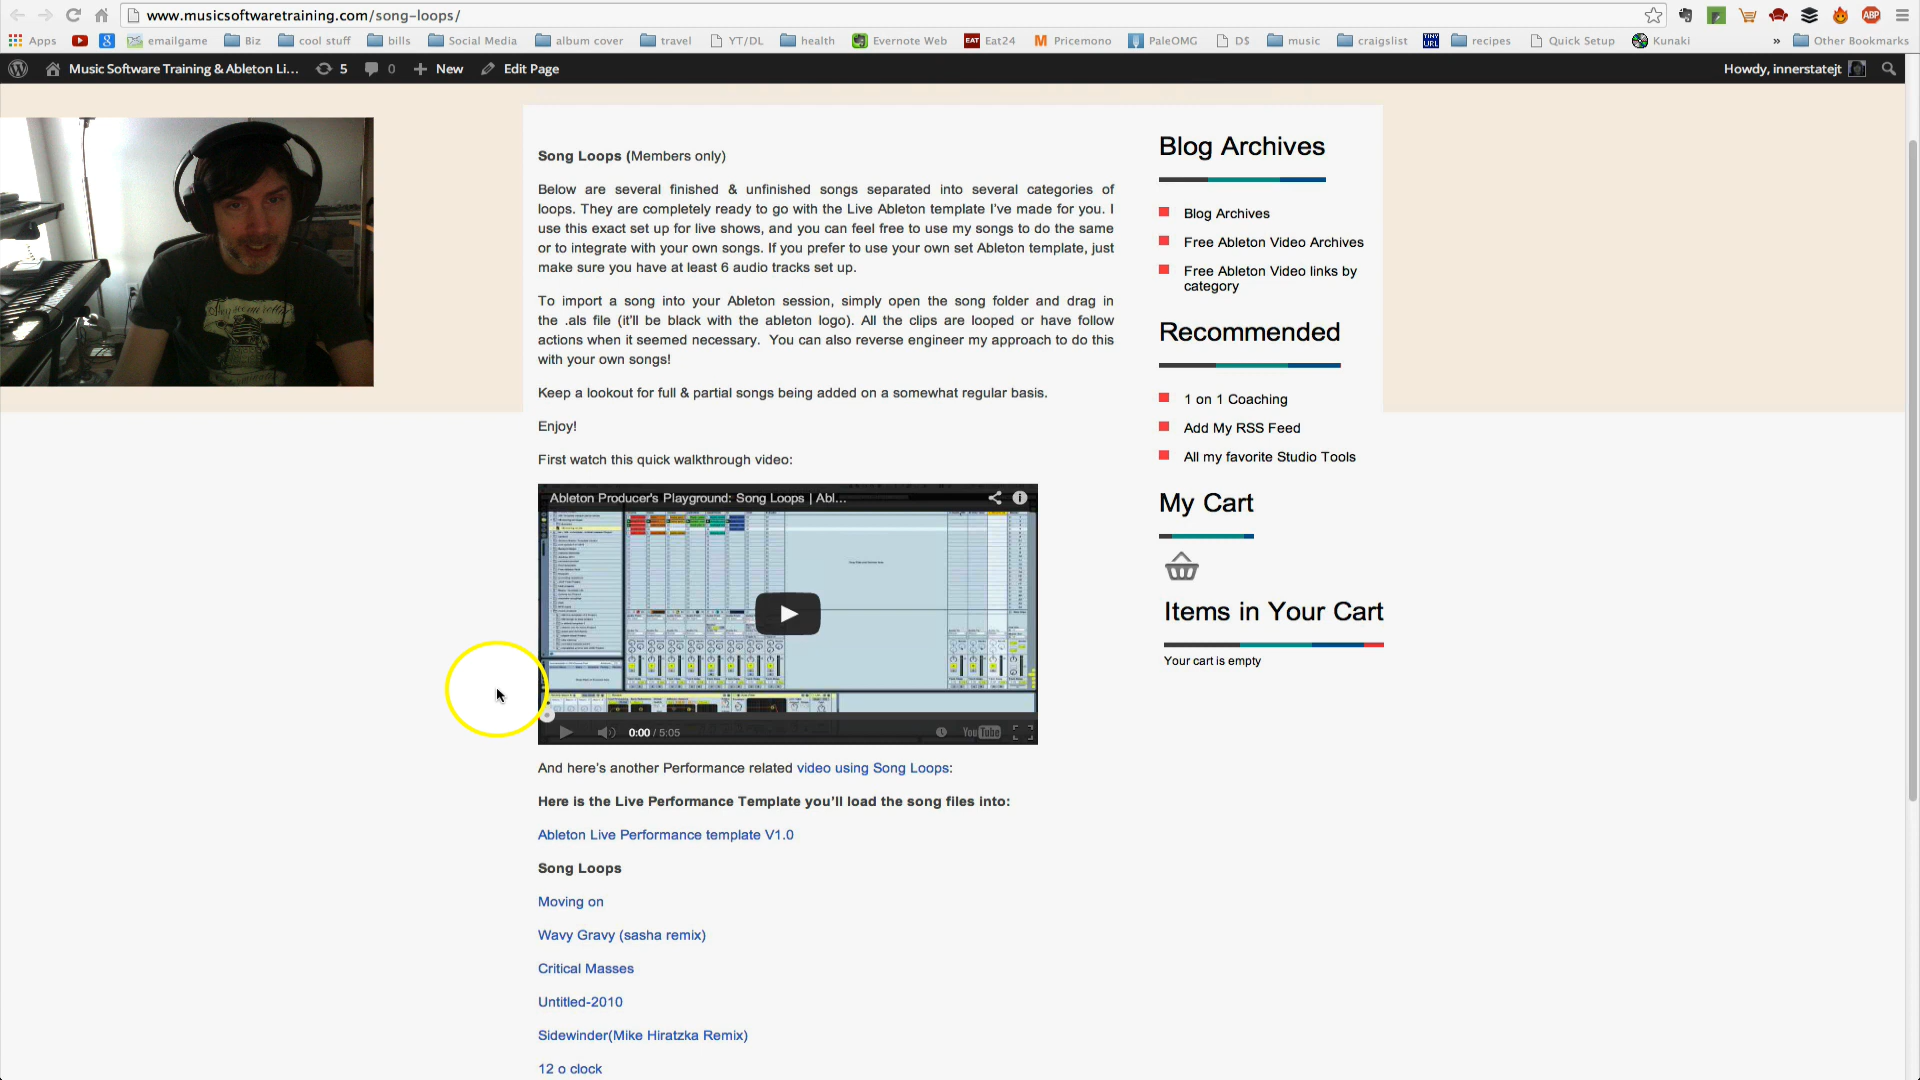 www.musicsoftwaretraining.com/song-loops/
Apps emailgame Biz cool stuff bills Social Media album cover travel YT/DL health Evernote Web EAT Eat24 Pricemono PaleOMG D$ music craigslist TINY URL recipes Quick Setup Kunaki » Other Bookmarks
Music Software Training & Ableton Li... 5 0 New Edit Page Howdy, innerstatejt
Song Loops (Members only)
Below are several finished & unfinished songs separated into several categories of
loops. They are completely ready to go with the Live Ableton template I've made for you. I
use this exact set up for live shows, and you can feel free to use my songs to do the same
or to integrate with your own songs. If you prefer to use your own set Ableton template, just
make sure you have at least 6 audio tracks set up.
To import a song into your Ableton session, simply open the song folder and drag in
the .als file (it'll be black with the ableton logo). All the clips are looped or have follow
actions when it seemed necessary. You can also reverse engineer my approach to do this
with your own songs!
Keep a lookout for full & partial songs being added on a somewhat regular basis.
Enjoy!
First watch this quick walkthrough video:
Ableton Producer's Playground: Song Loops | Abl...
0:00 / 5:05 YouTube
And here's another Performance related video using Song Loops:
Here is the Live Performance Template you'll load the song files into:
Ableton Live Performance template V1.0
Song Loops
Moving on
Wavy Gravy (sasha remix)
Critical Masses
Untitled-2010
Sidewinder(Mike Hiratzka Remix)
12 o clock
Blog Archives
Blog Archives
Free Ableton Video Archives
Free Ableton Video links by
category
Recommended
1 on 1 Coaching
Add My RSS Feed
All my favorite Studio Tools
My Cart
Items in Your Cart
Your cart is empty